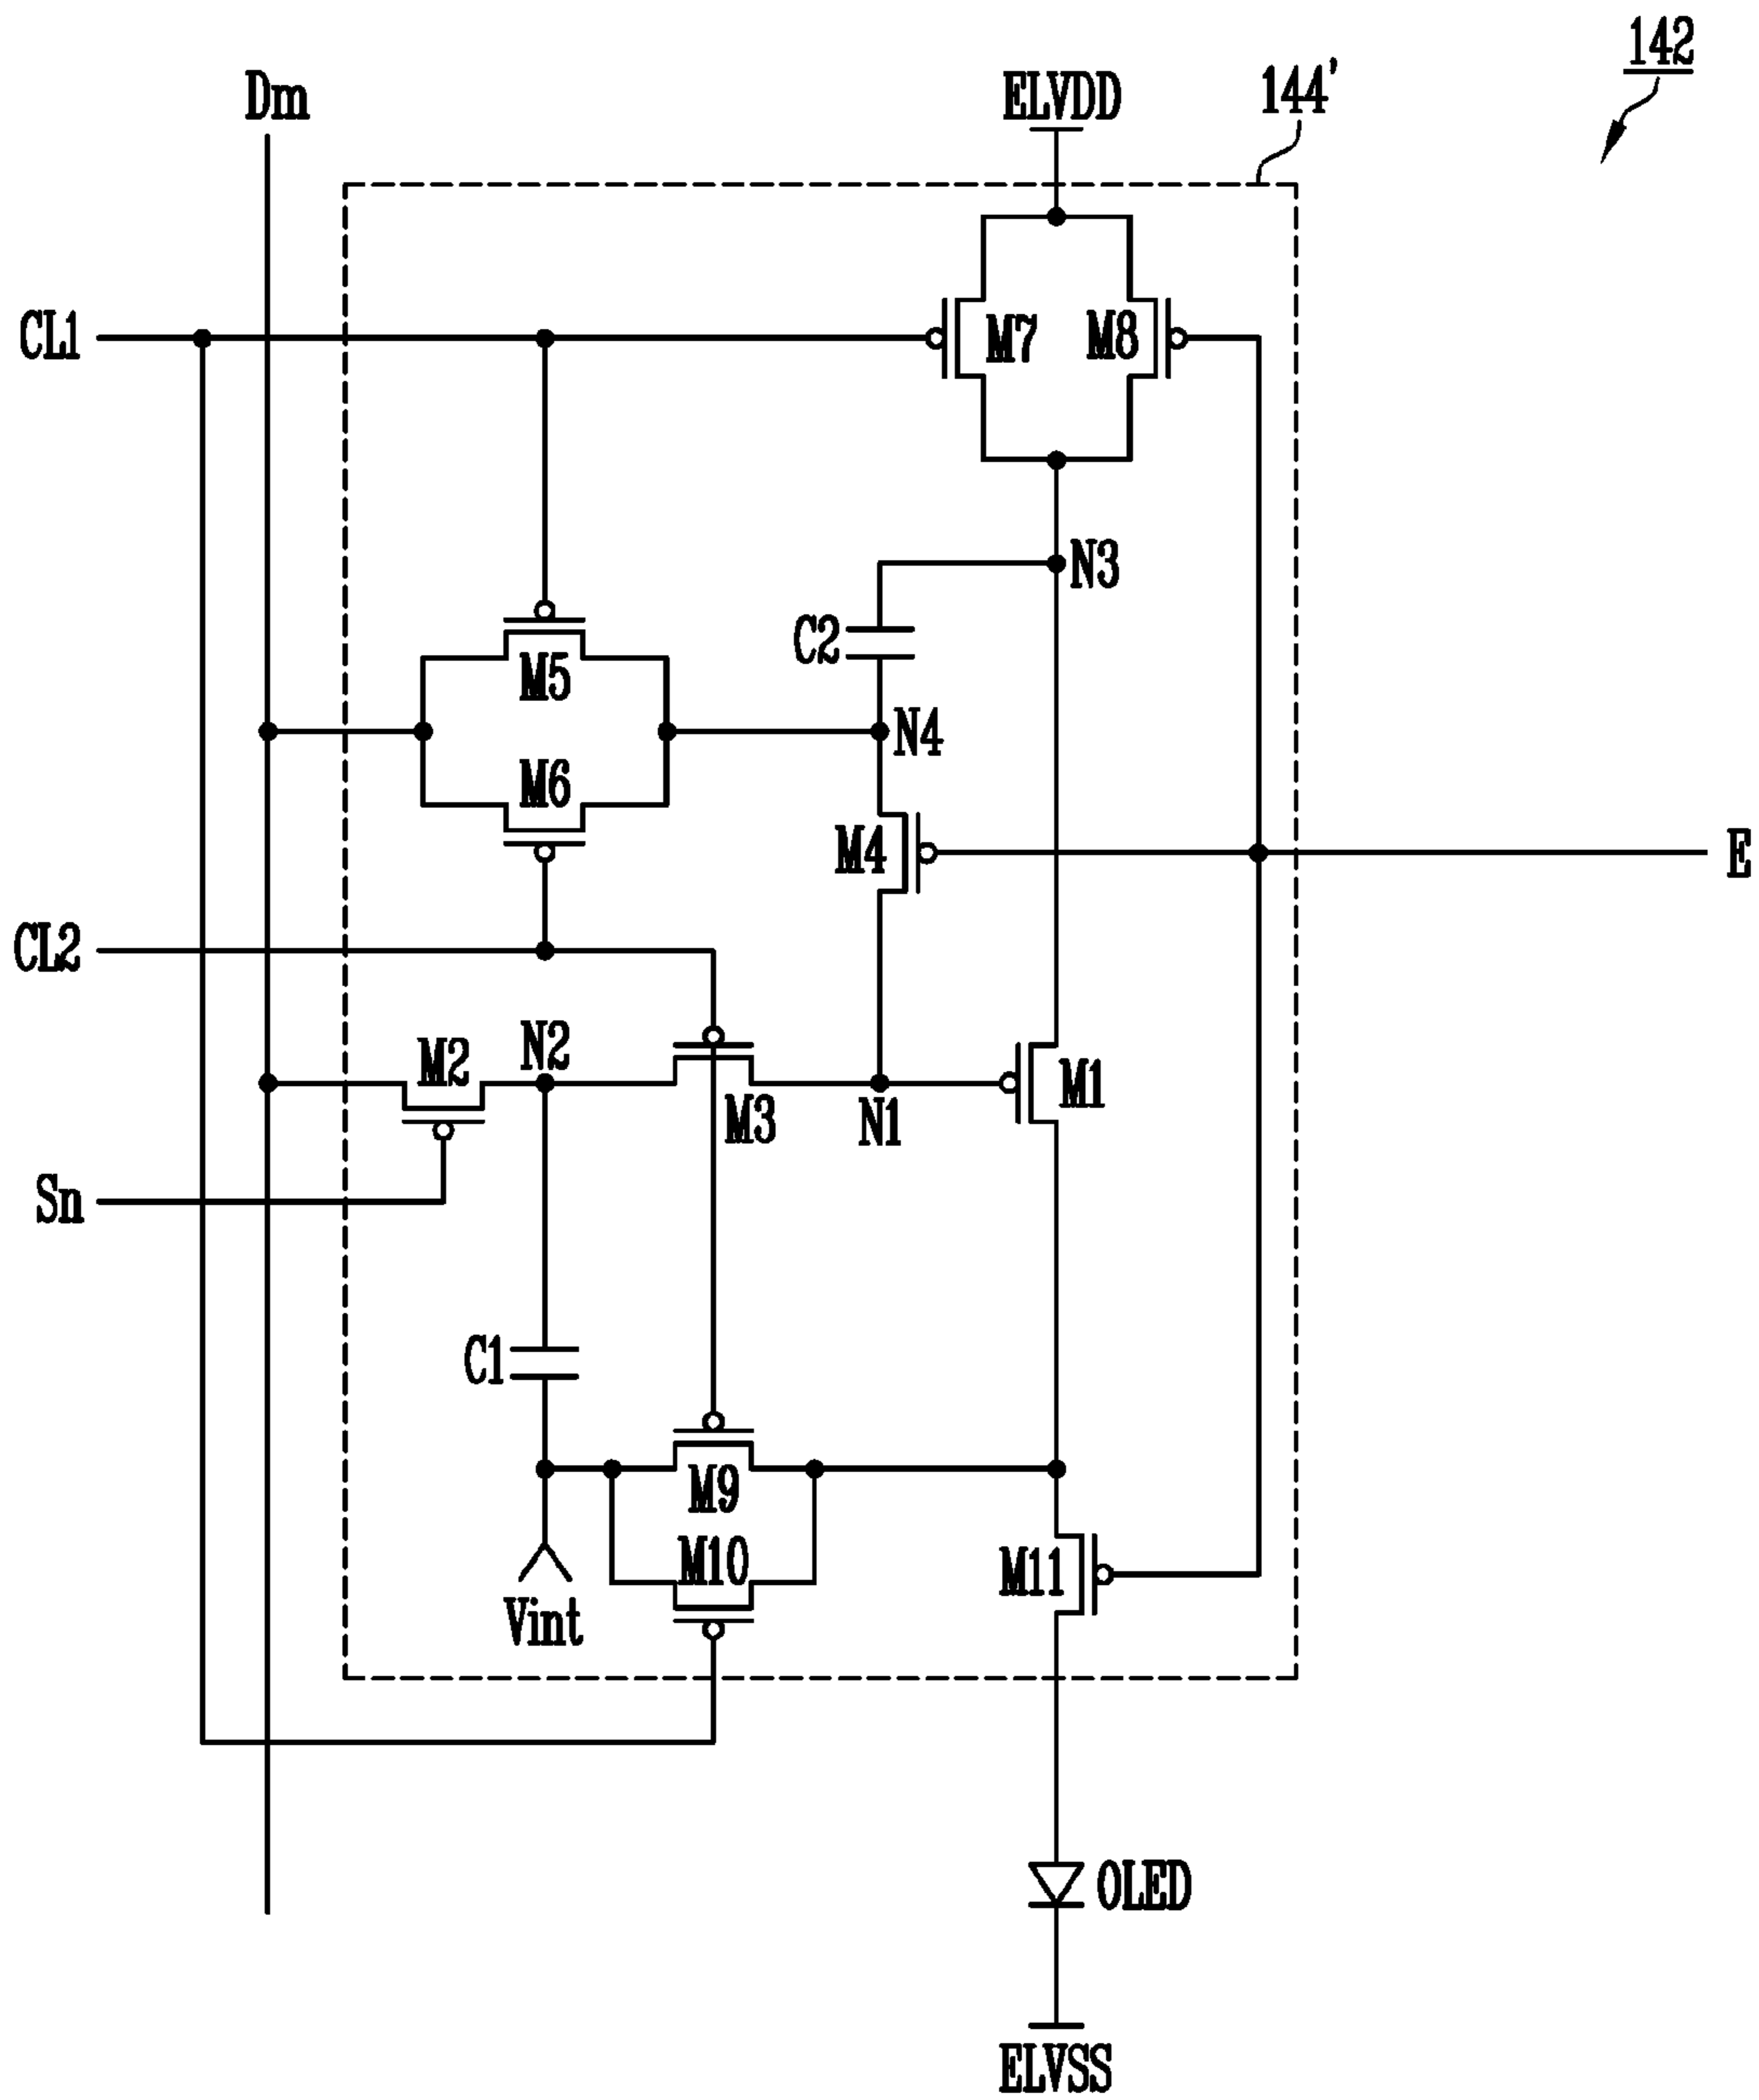 142
144'
Dm
ELVDD
CL1
M7
M8
N3
C2
M5
N4
M6
M4
E
CL2
N2
M2
M3
N1
M1
Sn
C1
M9
M10
M11
Vint
OLED
ELVSS